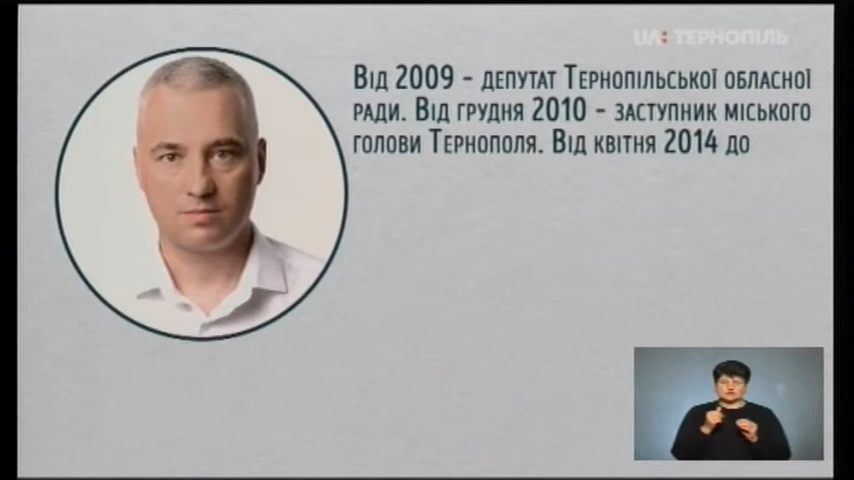 UA:ТЕРНОПІЛЬ
Від 2009 - депутат Тернопільської обласної
ради. Від грудня 2010 - заступник міського
голови Тернополя. Від квітня 2014 до